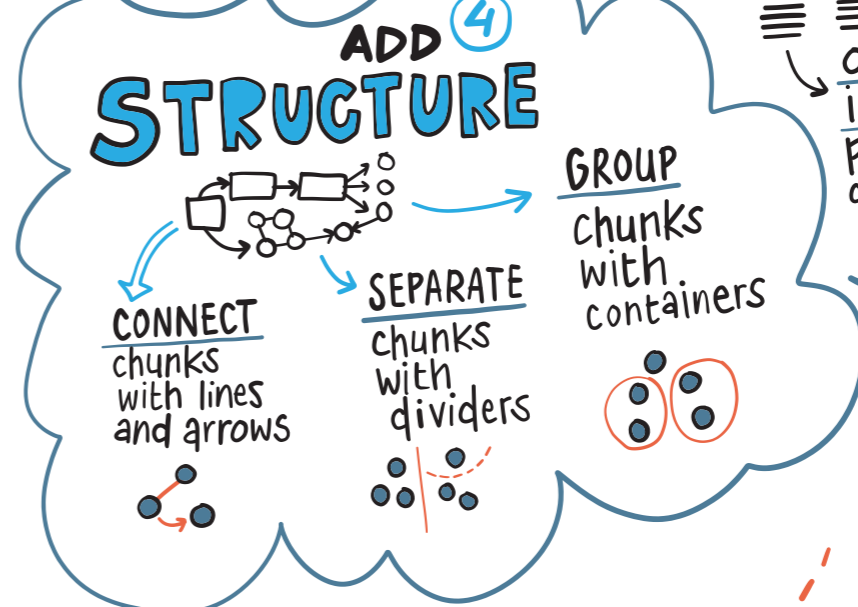 4
ADD
STRUCTURE
CONNECT
chunks
with lines
and arrows
SEPARATE
chunks
with
dividers
GROUP
chunks
with
containers